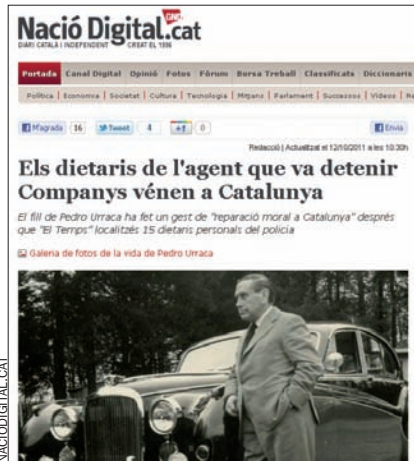 Nació Digital.cat
GNC
DIARI CATALÀ I INDEPENDENT CREAT EL 1996
Portada Canal Digital Opinió Fotos Fòrum Borsa Treball Classificats Diccionaris
Política | Economia | Societat | Cultura | Tecnologia | Mitjans | Parlament | Successos | Vídeos |
M'agrada 16 Tweet 4 +1 0 Envia
Redacció | Actualitzat el 12/10/2011 a les 10:30h
Els dietaris de l'agent que va detenir
Companys vénen a Catalunya
El fill de Pedro Urraca ha fet un gest de "reparació moral a Catalunya" després
que "El Temps" localitzés 15 dietaris personals del policia
Galeria de fotos de la vida de Pedro Urraca
NACIODIGITAL.CAT